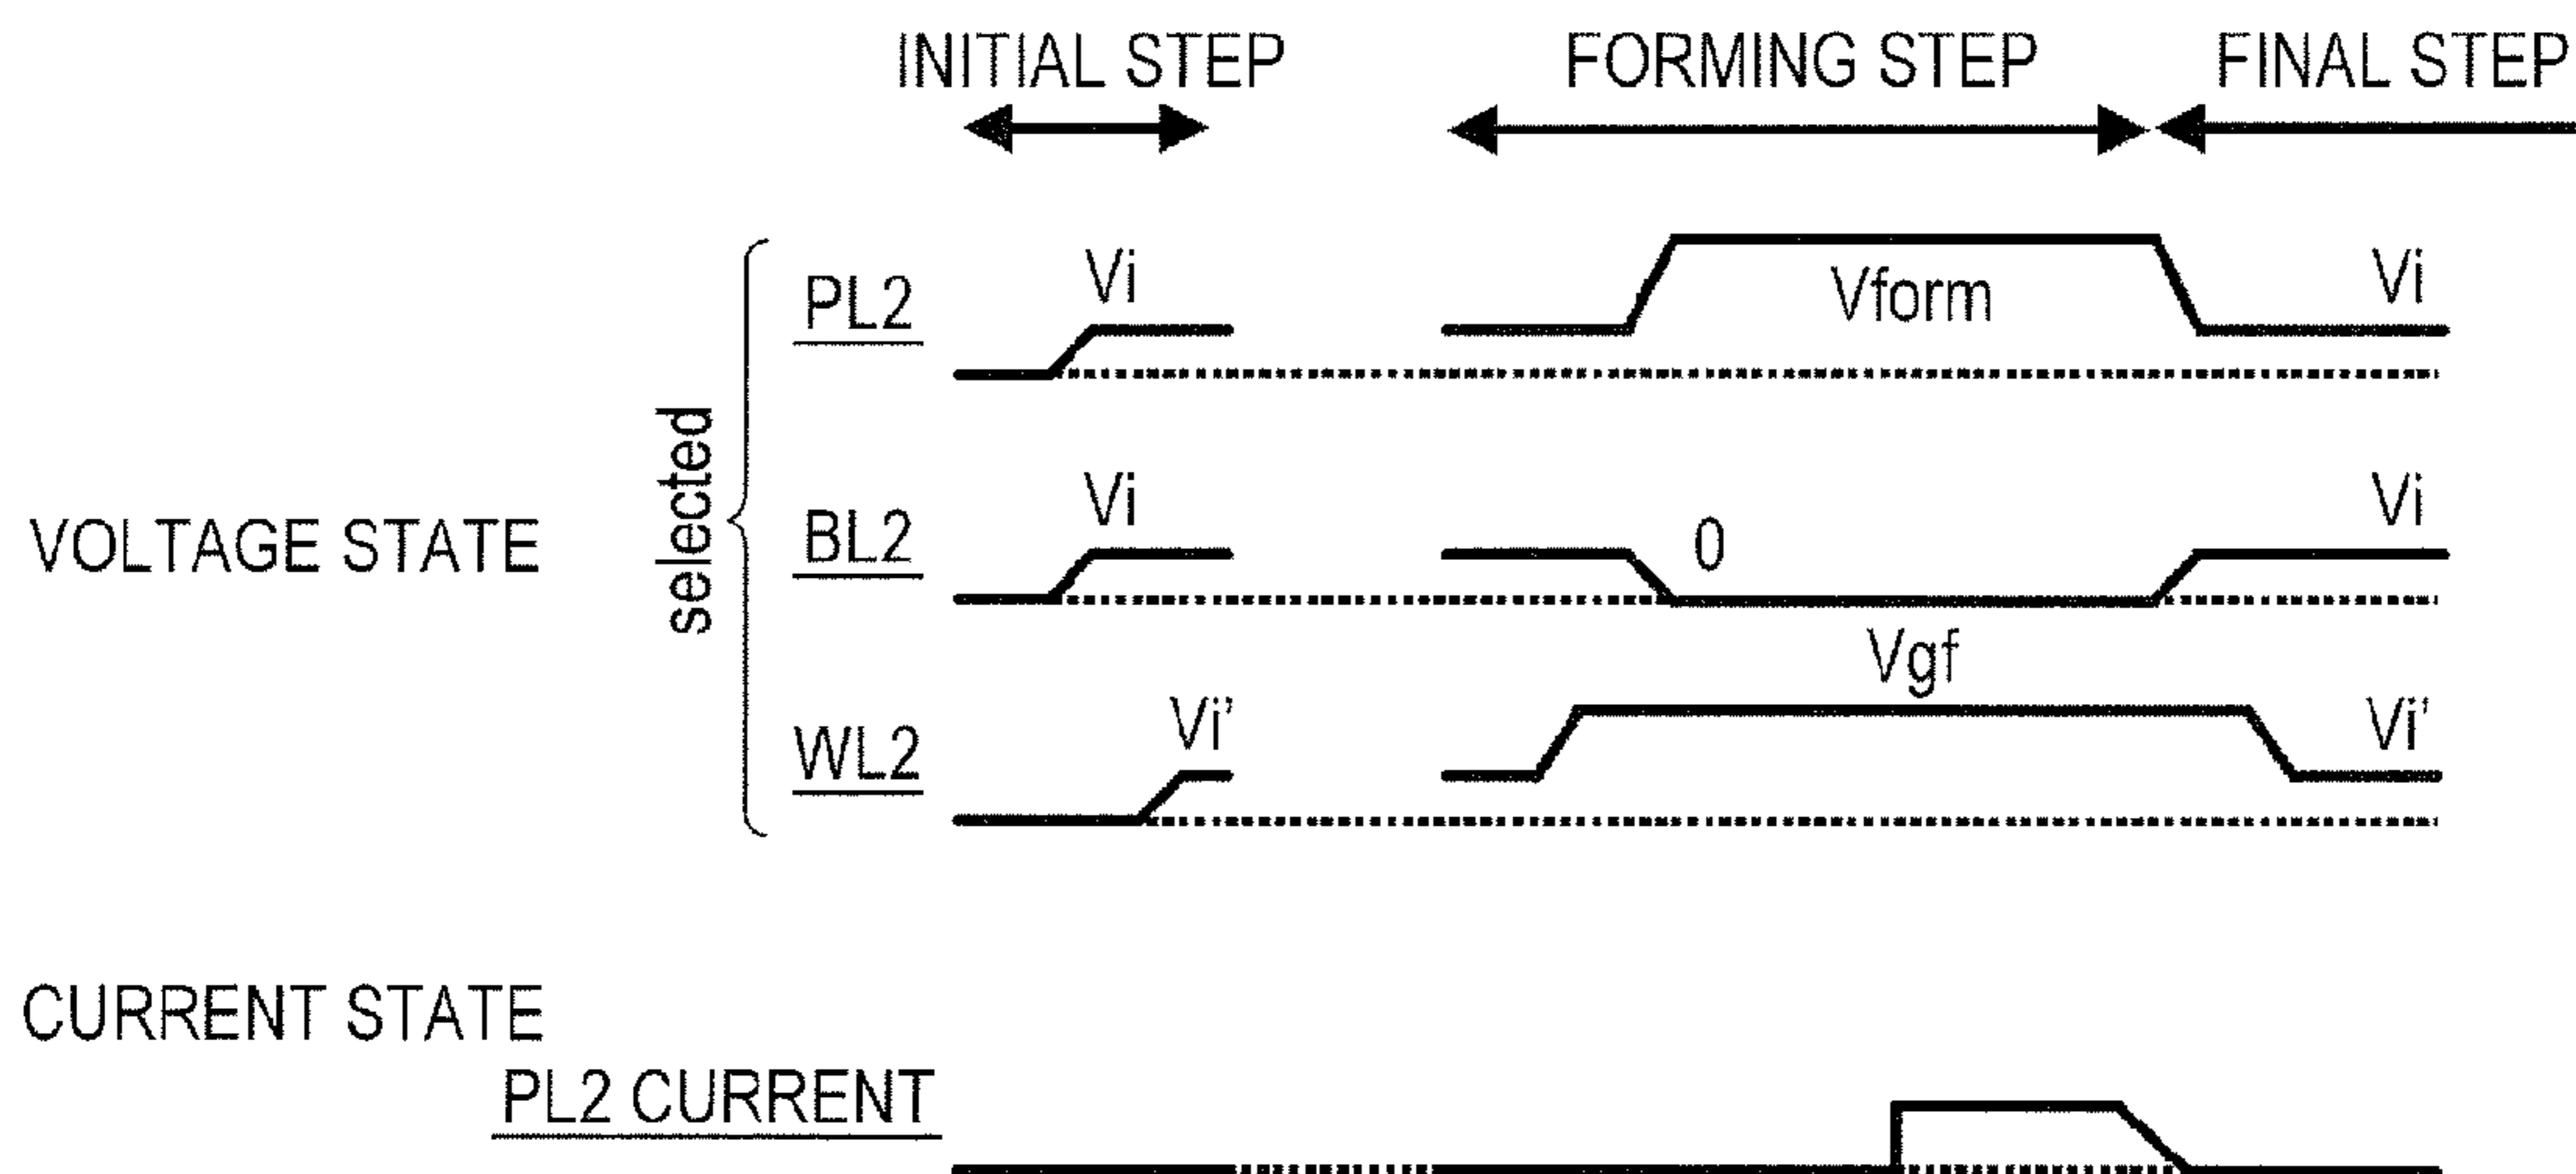 INITIAL STEP FORMING STEP FINAL STEP
Vi Vform Vi
PL2
selected
Vi 0 Vi
BL2
VOLTAGE STATE
Vgf
Vi' Vi'
WL2
CURRENT STATE
PL2 CURRENT